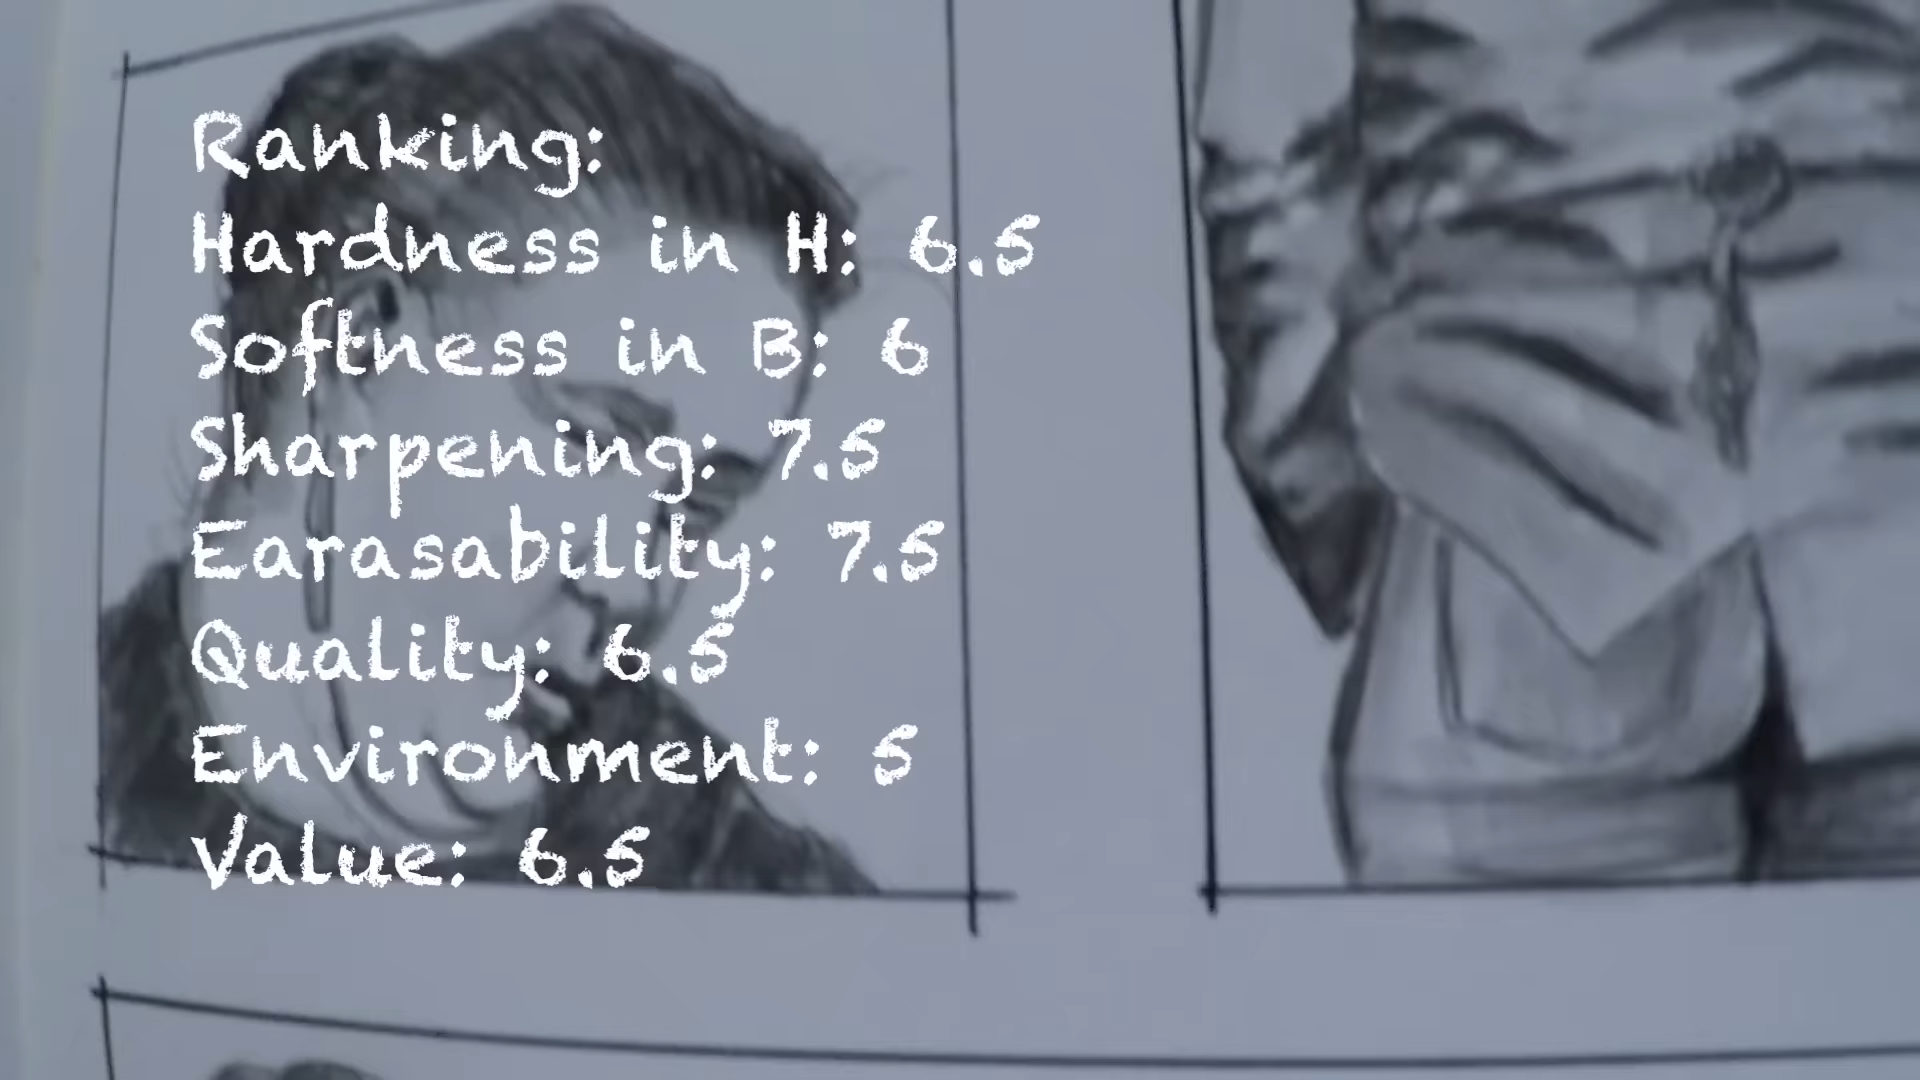 Ranking:
Hardness in H: 6.5
Softness in B: 6
Sharpening: 7.5
Earasability: 7.5
Quality: 6.5
Environment: 5
Value: 6.5